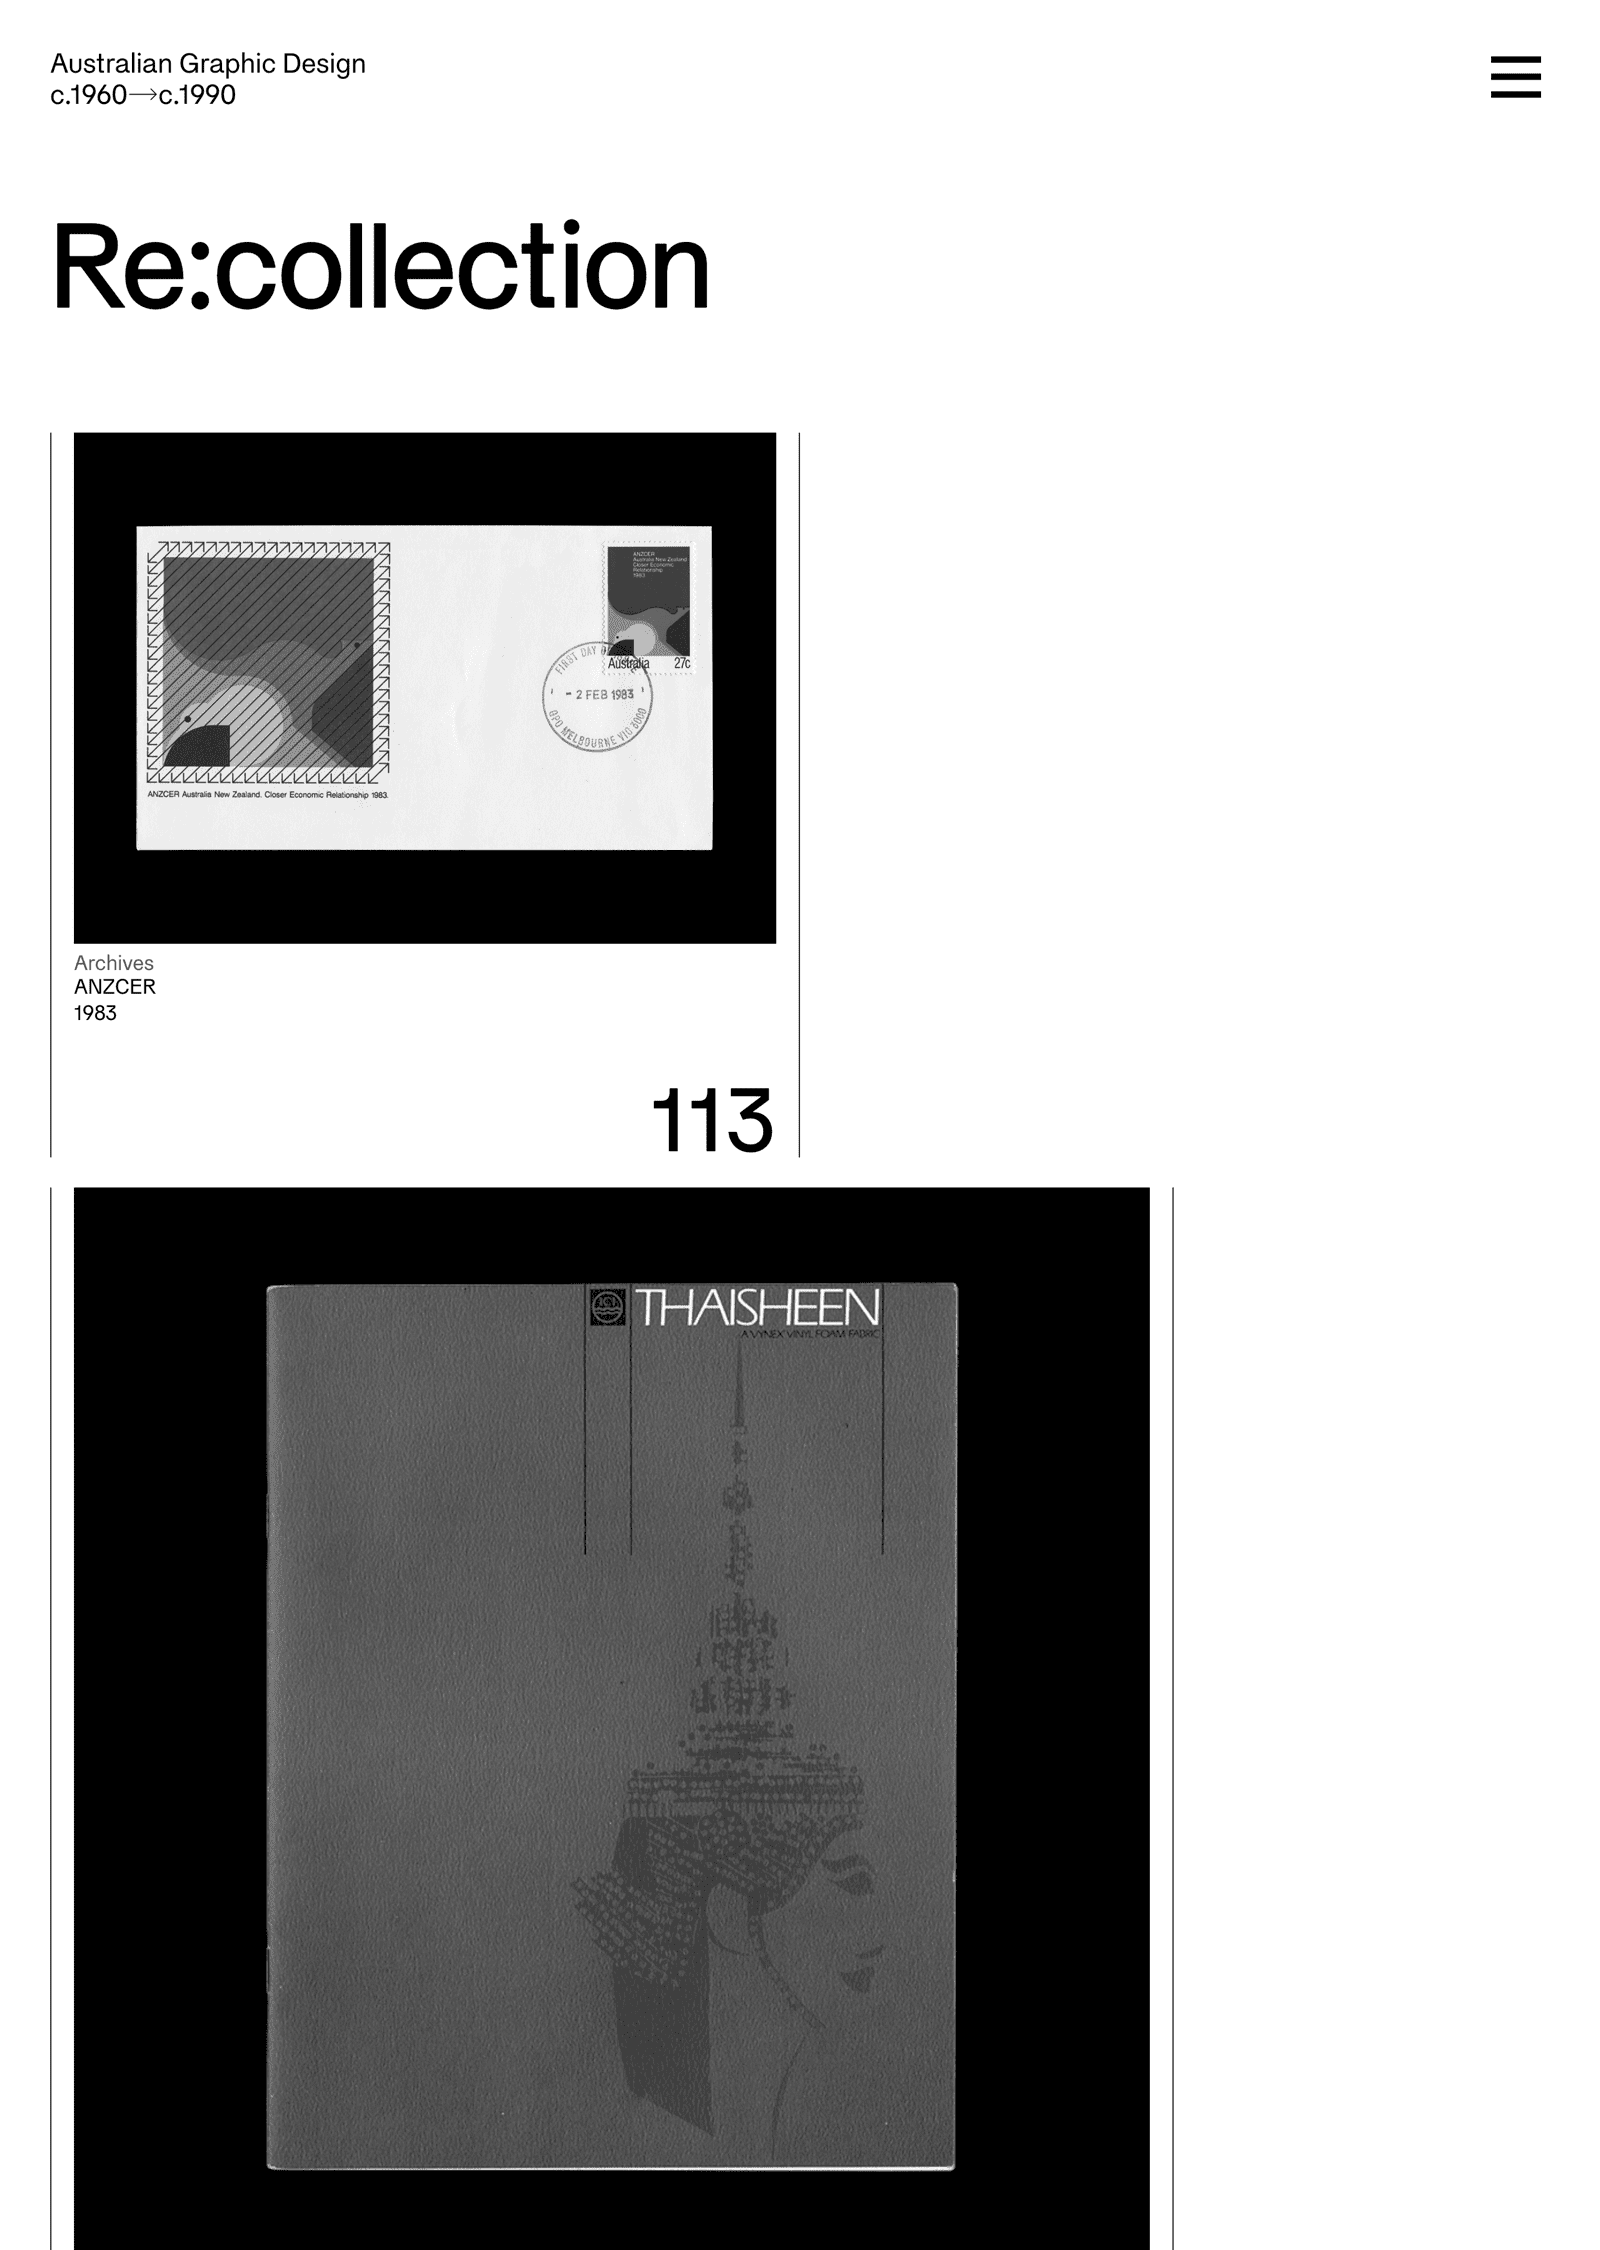 Australian Graphic Design
c.1960→c.1990
Re:collection
ANZCER
Australia New Zealand
Closer Economic
Relationship
1983
Australia 27c
FIRST DAY OF
- 2 FEB 1983
GPO MELBOURNE VIC 3000
ANZCER Australia New Zealand. Closer Economic Relationship 1983.
Archives
ANZCER
1983
113
THAISHEEN
A VYNEX VINYL FOAM FABRIC